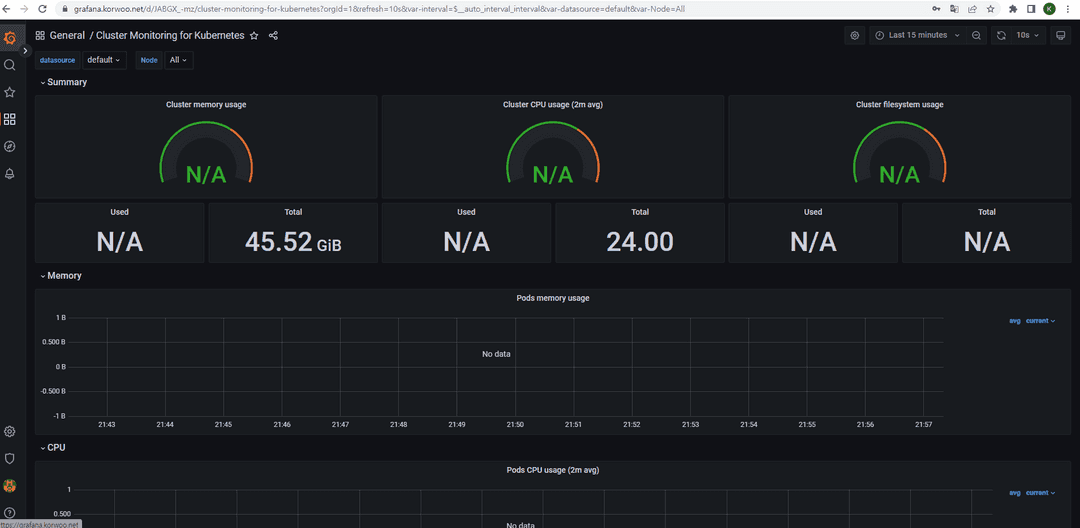 grafana.korwoo.net/d/JABGX_-mz/cluster-monitoring-for-kubernetes?orgId=1&refresh=10s&var-interval=$__auto_interval_interval&var-datasource=default&var-Node=All
K
General / Cluster Monitoring for Kubernetes
Last 15 minutes
10s
datasource default Node All
Summary
Cluster memory usage
N/A
Cluster CPU usage (2m avg)
N/A
Cluster filesystem usage
N/A
Used
N/A
Total
45.52 GiB
Used
N/A
Total
24.00
Used
N/A
Total
N/A
Memory
Pods memory usage
avg current
1 B
0.500 B
0 B
-0.500 B
-1 B
No data
21:43 21:44 21:45 21:46 21:47 21:48 21:49 21:50 21:51 21:52 21:53 21:54 21:55 21:56 21:57
CPU
Pods CPU usage (2m avg)
avg current
1
0.500
No data
ttps://grafana.korwoo.net